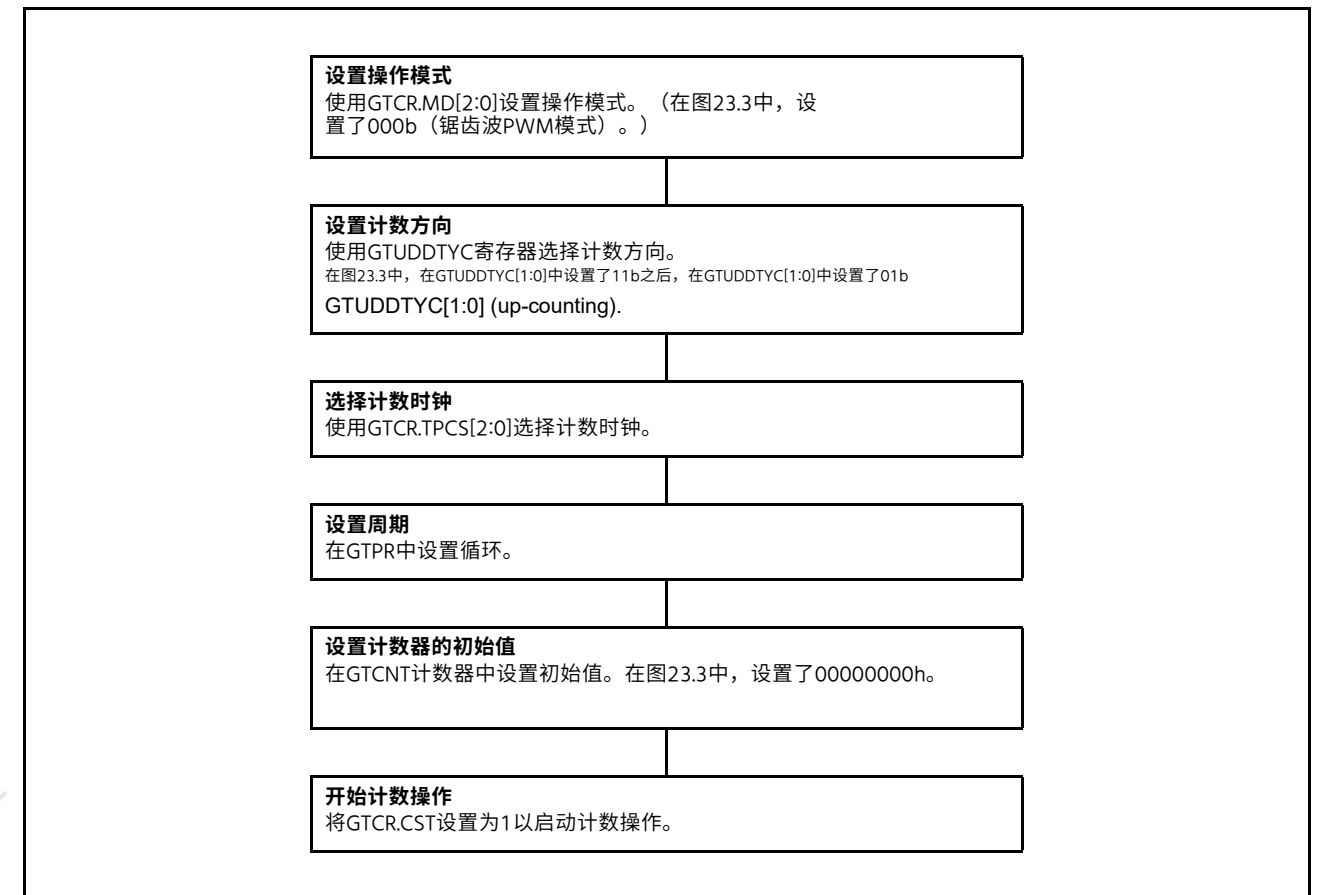 设置操作模式
使用GTCR.MD[2:0]设置操作模式。（在图23.3中，设
置了000b（锯齿波PWM模式）。）
设置计数方向
使用GTUDDTYC寄存器选择计数方向。
在图23.3中，在GTUDDTYC[1:0]中设置了11b之后，在GTUDDTYC[1:0]中设置了01b
GTUDDTYC[1:0] (up-counting).
选择计数时钟
使用GTCR.TPCS[2:0]选择计数时钟。
设置周期
在GTPR中设置循环。
设置计数器的初始值
在GTCNT计数器中设置初始值。在图23.3中，设置了00000000h。
开始计数操作
将GTCR.CST设置为1以启动计数操作。